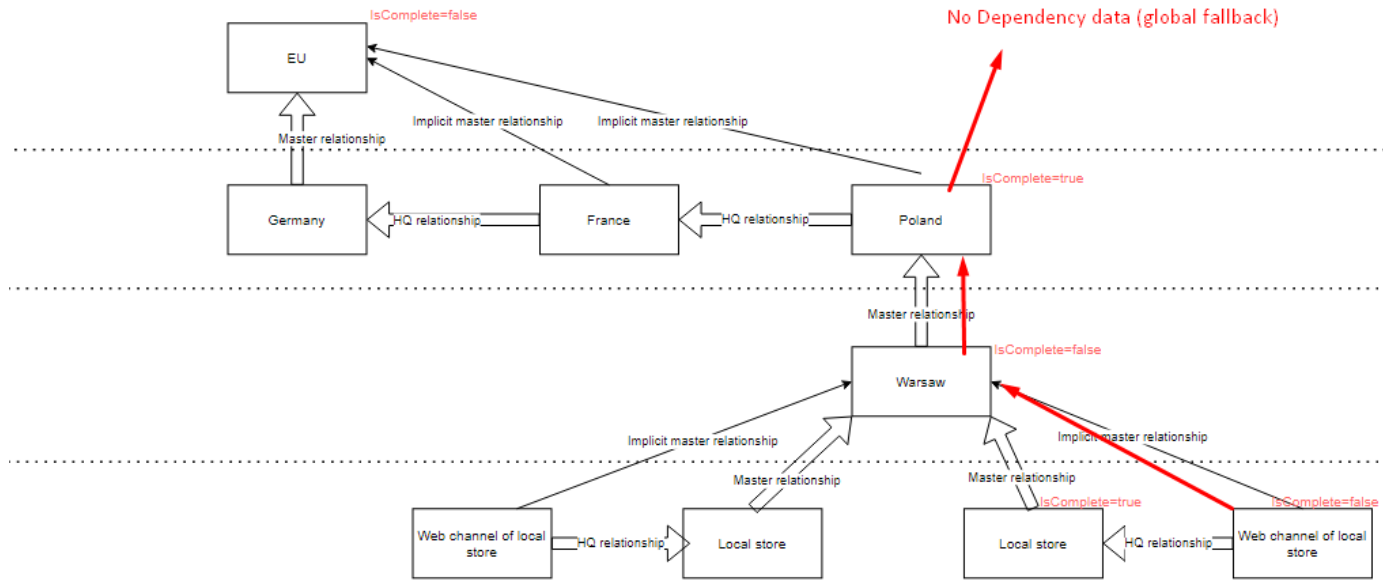 IsComplete=false
No Dependency data (global fallback)
EU
Implicit master relationship
Implicit master relationship
Master relationship
IsComplete=true
Germany
HQ relationship
France
HQ relationship
Poland
Master relationship
IsComplete=false
Warsaw
Implicit master relationship
Implicit master relationship
Master relationship
Master relationship
IsComplete=true
IsComplete=false
Web channel of local
store
HQ relationship
Local store
Local store
HQ relationship
Web channel of local
store